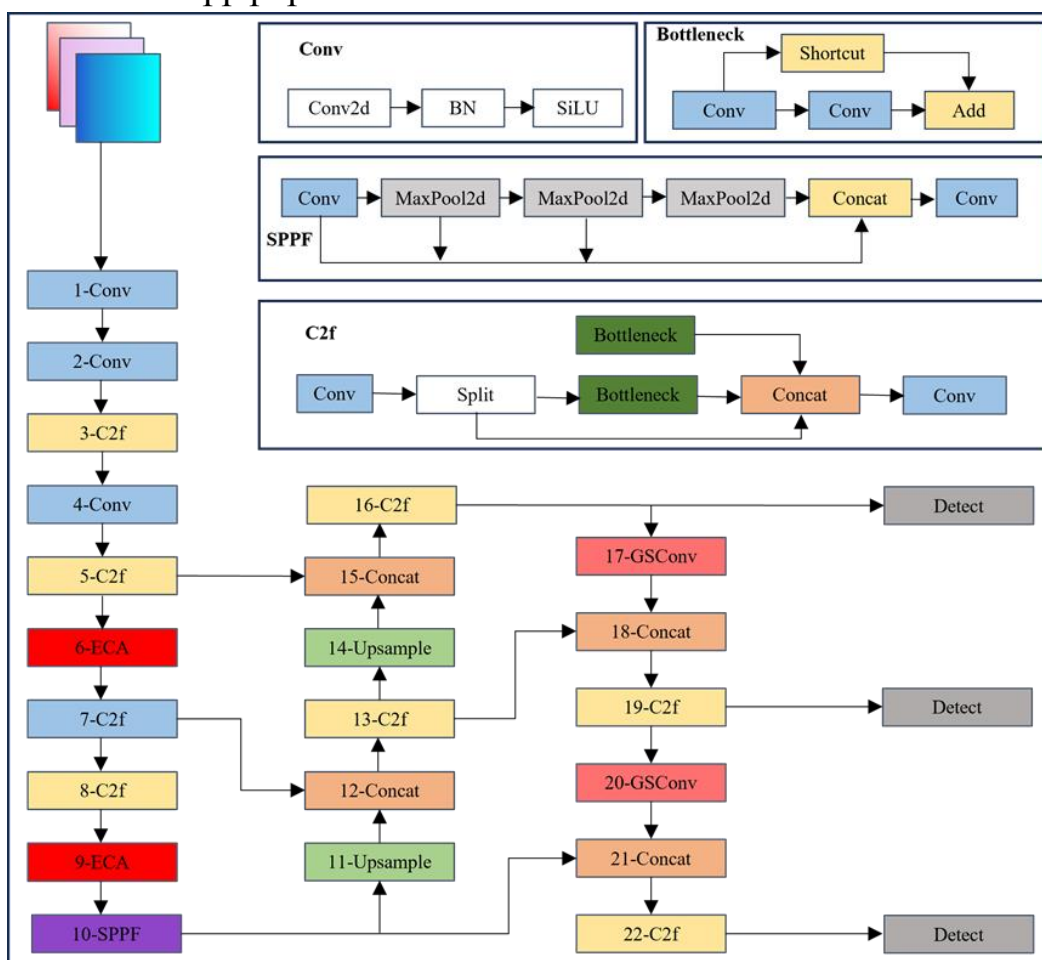 Conv
Conv2d
BN
SiLU
Bottleneck
Shortcut
Conv
Conv
Add
Conv
MaxPool2d
MaxPool2d
MaxPool2d
Concat
Conv
SPPF
C2f
Bottleneck
Conv
Split
Bottleneck
Concat
Conv
1-Conv
2-Conv
3-C2f
4-Conv
5-C2f
6-ECA
7-C2f
8-C2f
9-ECA
10-SPPF
16-C2f
15-Concat
14-Upsample
13-C2f
12-Concat
11-Upsample
17-GSConv
18-Concat
19-C2f
20-GSConv
21-Concat
22-C2f
Detect
Detect
Detect